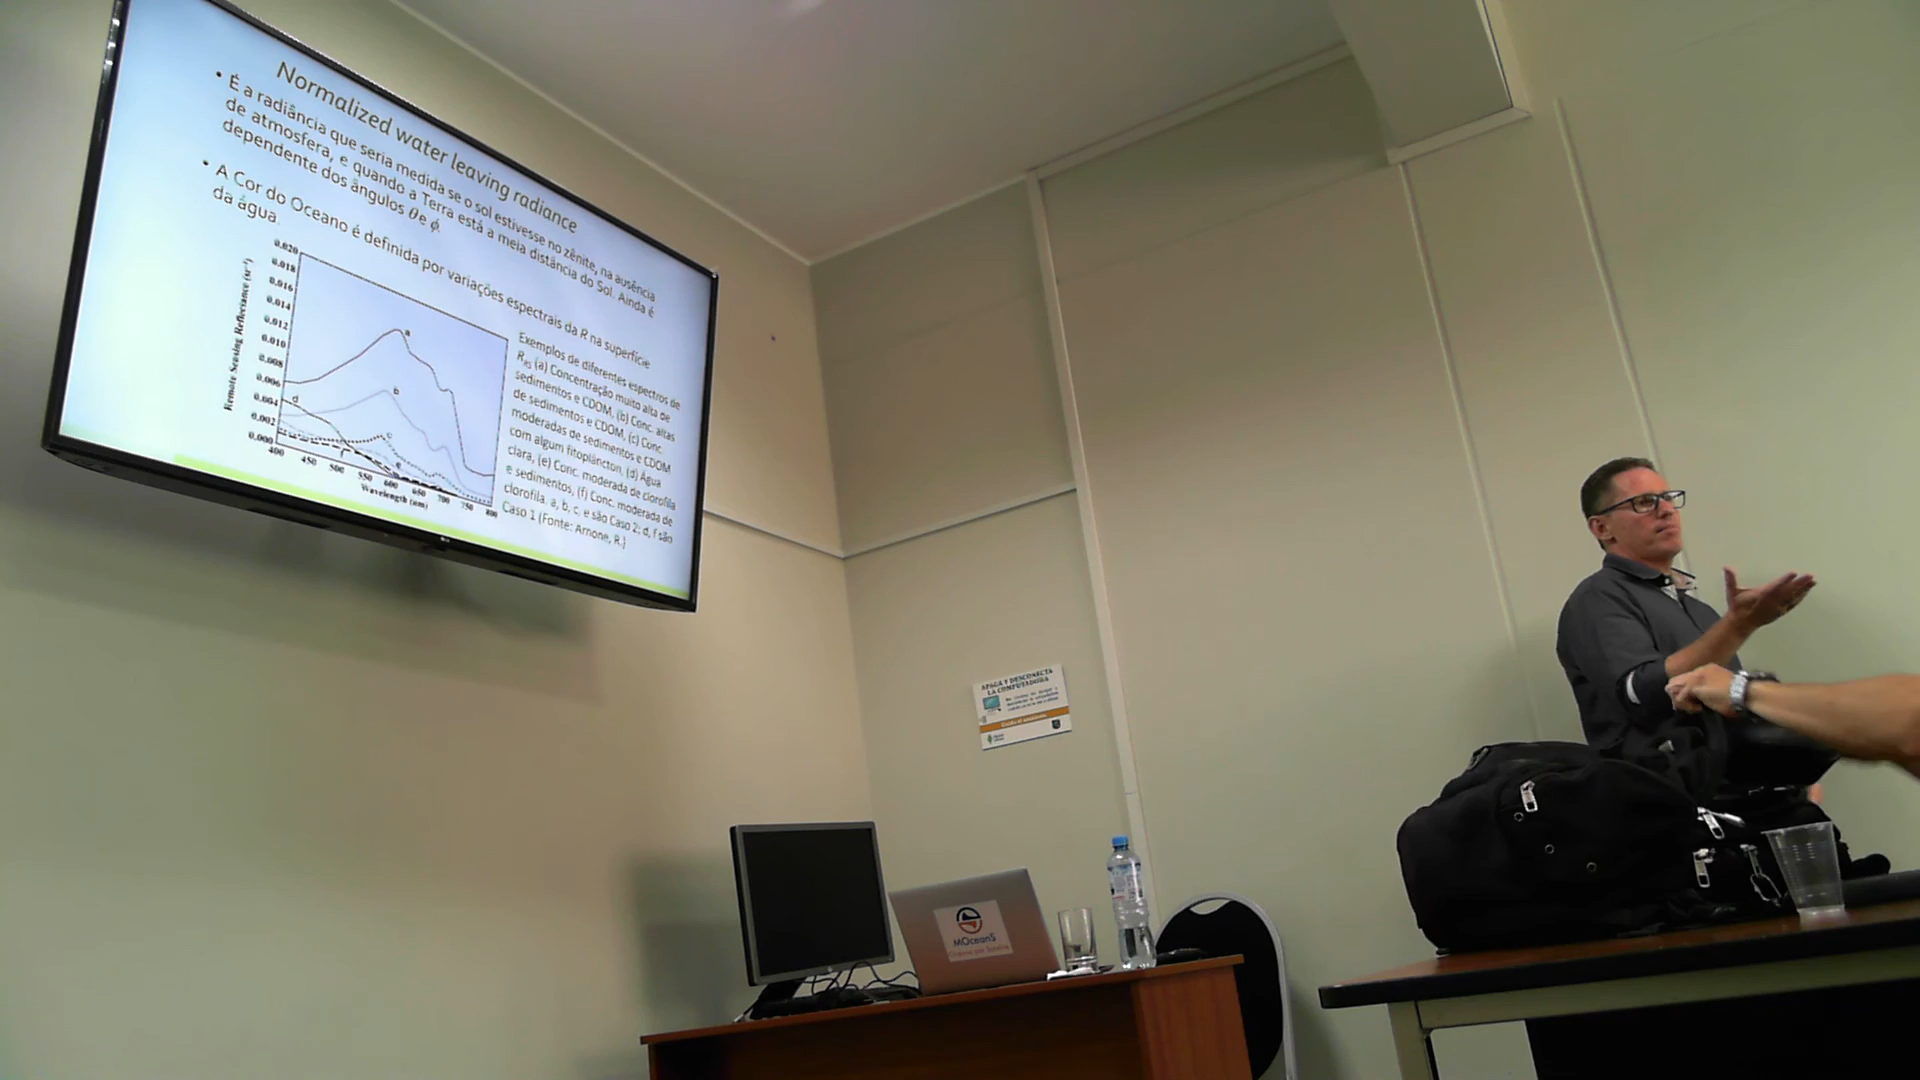 Normalized water leaving radiance
• É a radiância que seria medida se o sol estivesse no zênite, na ausência
de atmosfera, e quando a Terra está a meia distância do Sol. Ainda é
dependente dos ângulos θ e ϕ.
• A Cor do Oceano é definida por variações espectrais da R na superfície
da água.
Remote Sensing Reflectance (sr⁻¹)
0.020
0.018
0.016
0.014
0.012
0.010
0.008
0.006
0.004
0.002
0.000
a
b
c
d
e
f
400 450 500 550 600 650 700 750 800
Wavelength (nm)
Exemplos de diferentes espectros de
R_RS (a) Concentração muito alta de
sedimentos e CDOM, (b) Conc. altas
de sedimentos e CDOM, (c) Conc.
moderadas de sedimentos e CDOM
com algum fitoplâncton, (d) Água
clara, (e) Conc. moderada de clorofila
e sedimentos, (f) Conc. moderada de
clorofila. a, b, c, e são Caso 2; d, f são
Caso 1 (Fonte: Arnone, R.)
APAGA Y DESCONECTA
LA COMPUTADORA
MOceanS